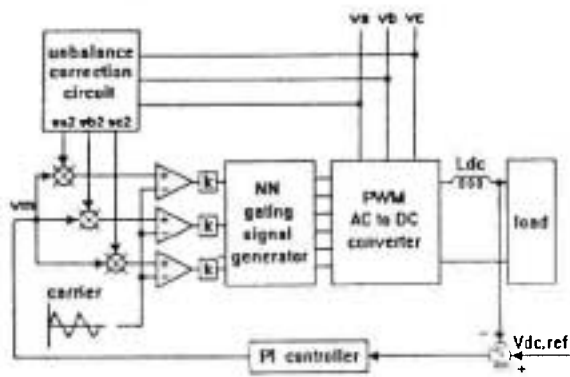 va vb vc
unbalance
correction
circuit
va2 vb2 vc2
vm
k
k
k
NN
gating
signal
generator
PWM
AC to DC
converter
Ldc
load
carrier
PI controller
Vdc,ref
-
+